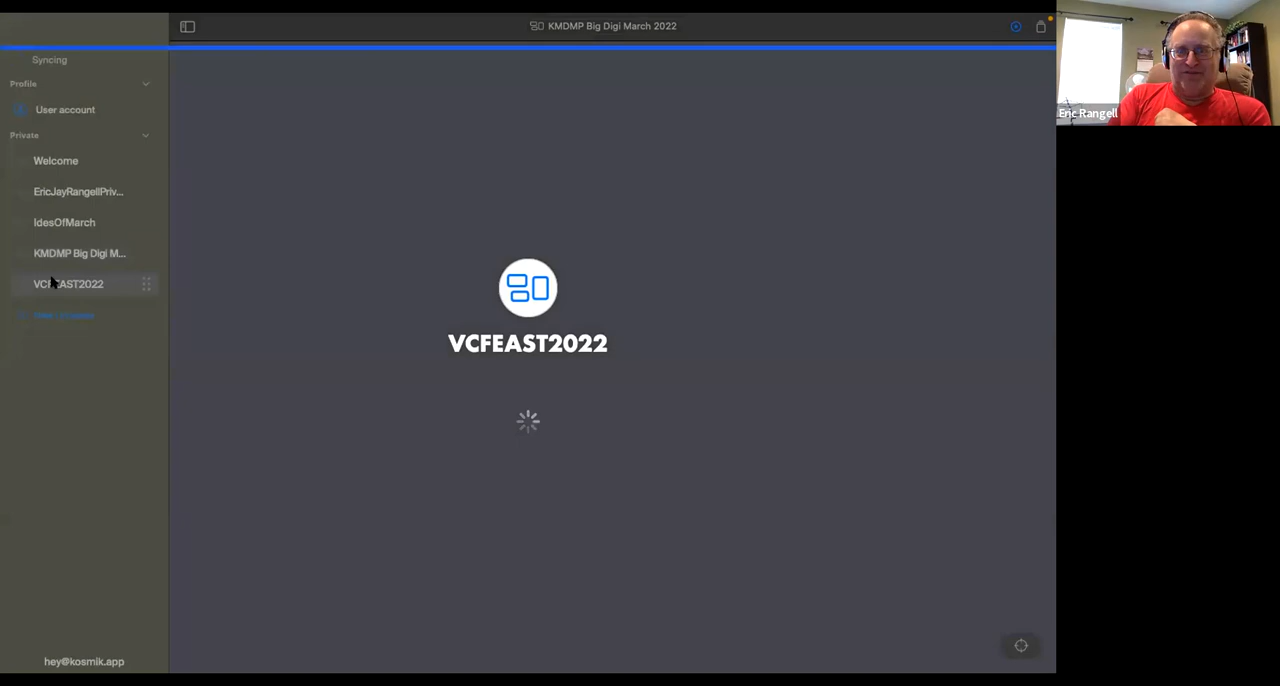 KMDMP Big Digi March 2022
Syncing
Profile
User account
Private
Welcome
EricJayRangellPriv...
IdesOfMarch
KMDMP Big Digi M...
VCFEAST2022
VCFEAST2022
hey@kosmik.app
Eric Rangell